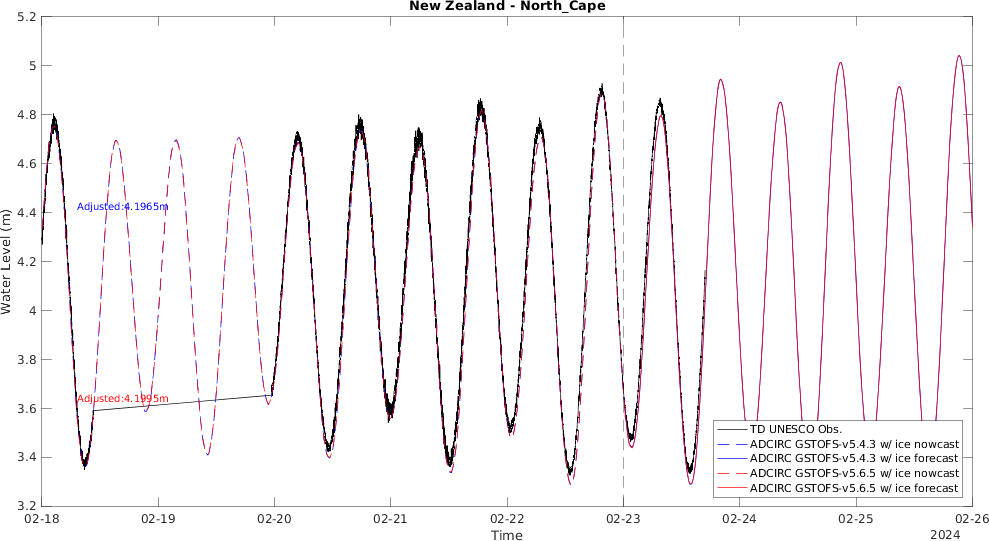 New Zealand - North_Cape
5.2
5
4.8
4.6
4.4
4.2
4
3.8
3.6
3.4
3.2
Water Level (m)
Adjusted:4.1965m
Adjusted:4.1995m
TD UNESCO Obs.
ADCIRC GSTOFS-v5.4.3 w/ ice nowcast
ADCIRC GSTOFS-v5.4.3 w/ ice forecast
ADCIRC GSTOFS-v5.6.5 w/ ice nowcast
ADCIRC GSTOFS-v5.6.5 w/ ice forecast
02-18 02-19 02-20 02-21 02-22 02-23 02-24 02-25 02-26
Time
2024